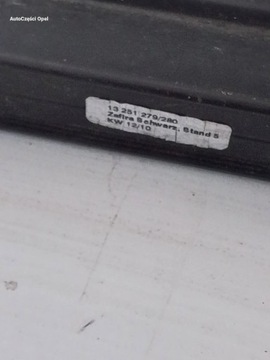 AutoCzęści Opel
13 251 279/280
Zafira Schwarz, Stand 5
KW 12/10